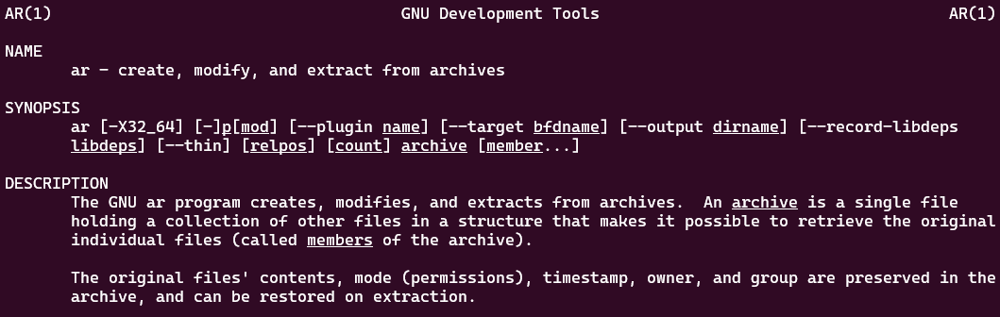 AR(1) GNU Development Tools AR(1)
NAME
ar - create, modify, and extract from archives
SYNOPSIS
ar [-X32_64] [-]p[mod] [--plugin name] [--target bfdname] [--output dirname] [--record-libdeps
libdeps] [--thin] [relpos] [count] archive [member...]
DESCRIPTION
The GNU ar program creates, modifies, and extracts from archives.  An archive is a single file
holding a collection of other files in a structure that makes it possible to retrieve the original
individual files (called members of the archive).
The original files' contents, mode (permissions), timestamp, owner, and group are preserved in the
archive, and can be restored on extraction.